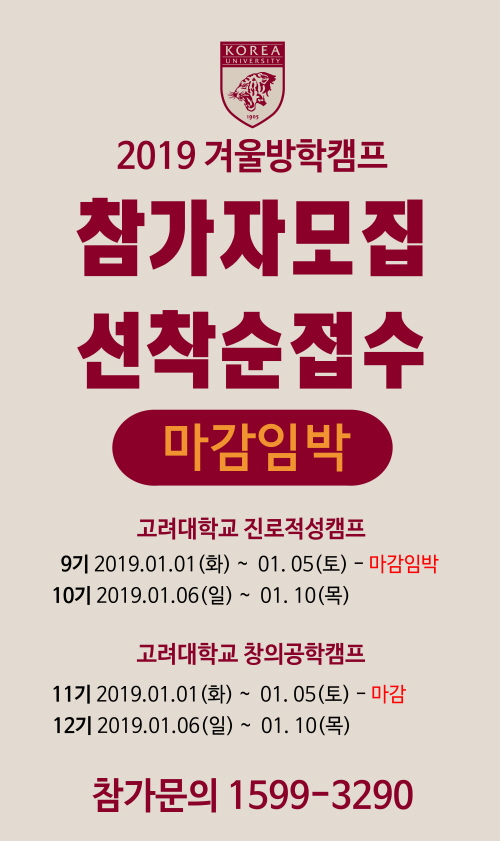 KOREA
UNIVERSITY
1905
2019 겨울방학캠프
참가자모집
선착순접수
마감임박
고려대학교 진로적성캠프
9기 2019.01.01(화) ~ 01. 05(토) - 마감임박
10기 2019.01.06(일) ~ 01. 10(목)
고려대학교 창의공학캠프
11기 2019.01.01(화) ~ 01. 05(토) - 마감
12기 2019.01.06(일) ~ 01. 10(목)
참가문의 1599-3290